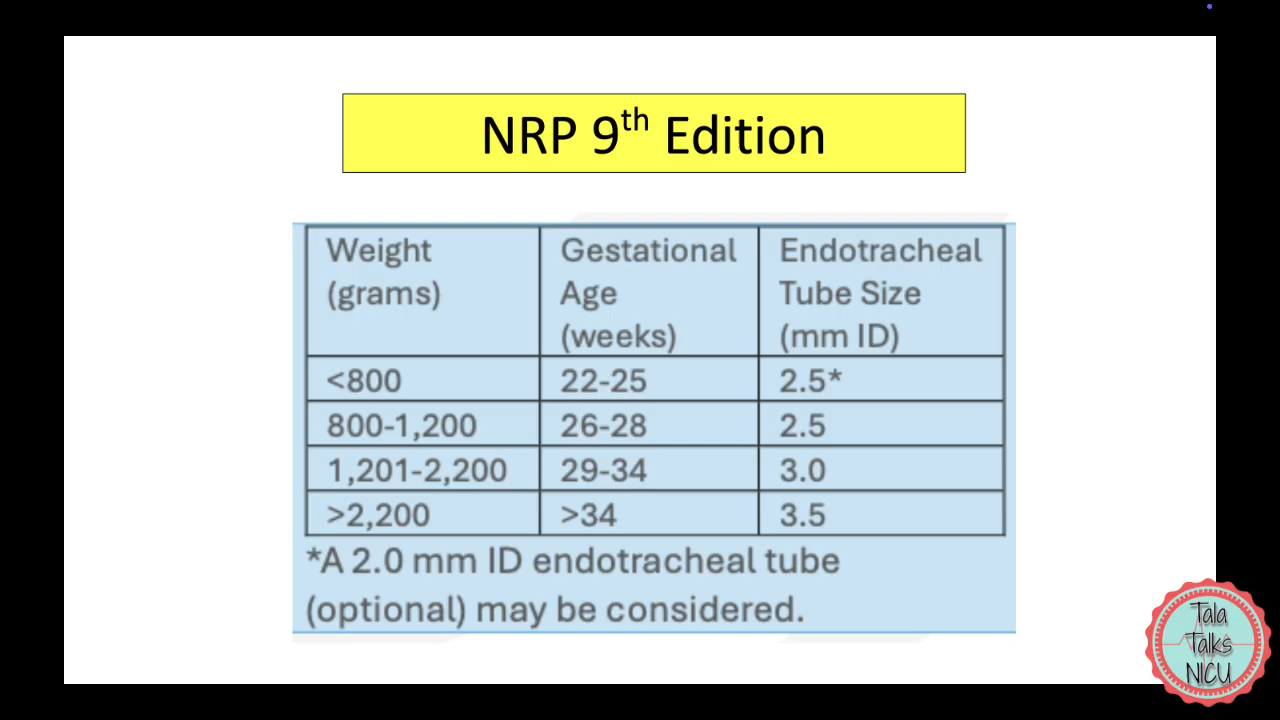 NRP 9th Edition
Weight (grams) Gestational Age (weeks) Endotracheal Tube Size (mm ID)
<800 22-25 2.5*
800-1,200 26-28 2.5
1,201-2,200 29-34 3.0
>2,200 >34 3.5
*A 2.0 mm ID endotracheal tube
(optional) may be considered.
Tala
Talks
NICU